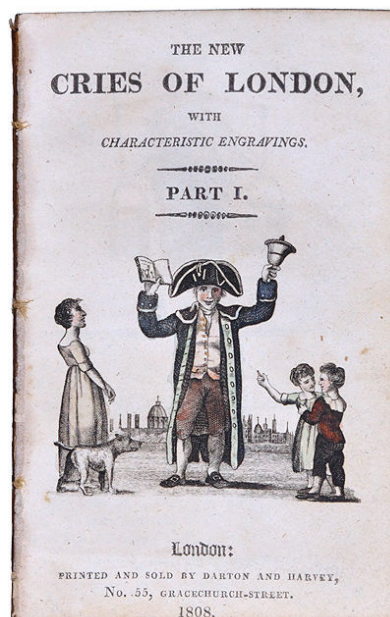 THE NEW
CRIES OF LONDON,
WITH
CHARACTERISTIC ENGRAVINGS.
PART I.
London:
PRINTED AND SOLD BY DARTON AND HARVEY,
No. 55, GRACECHURCH-STREET.
1808.